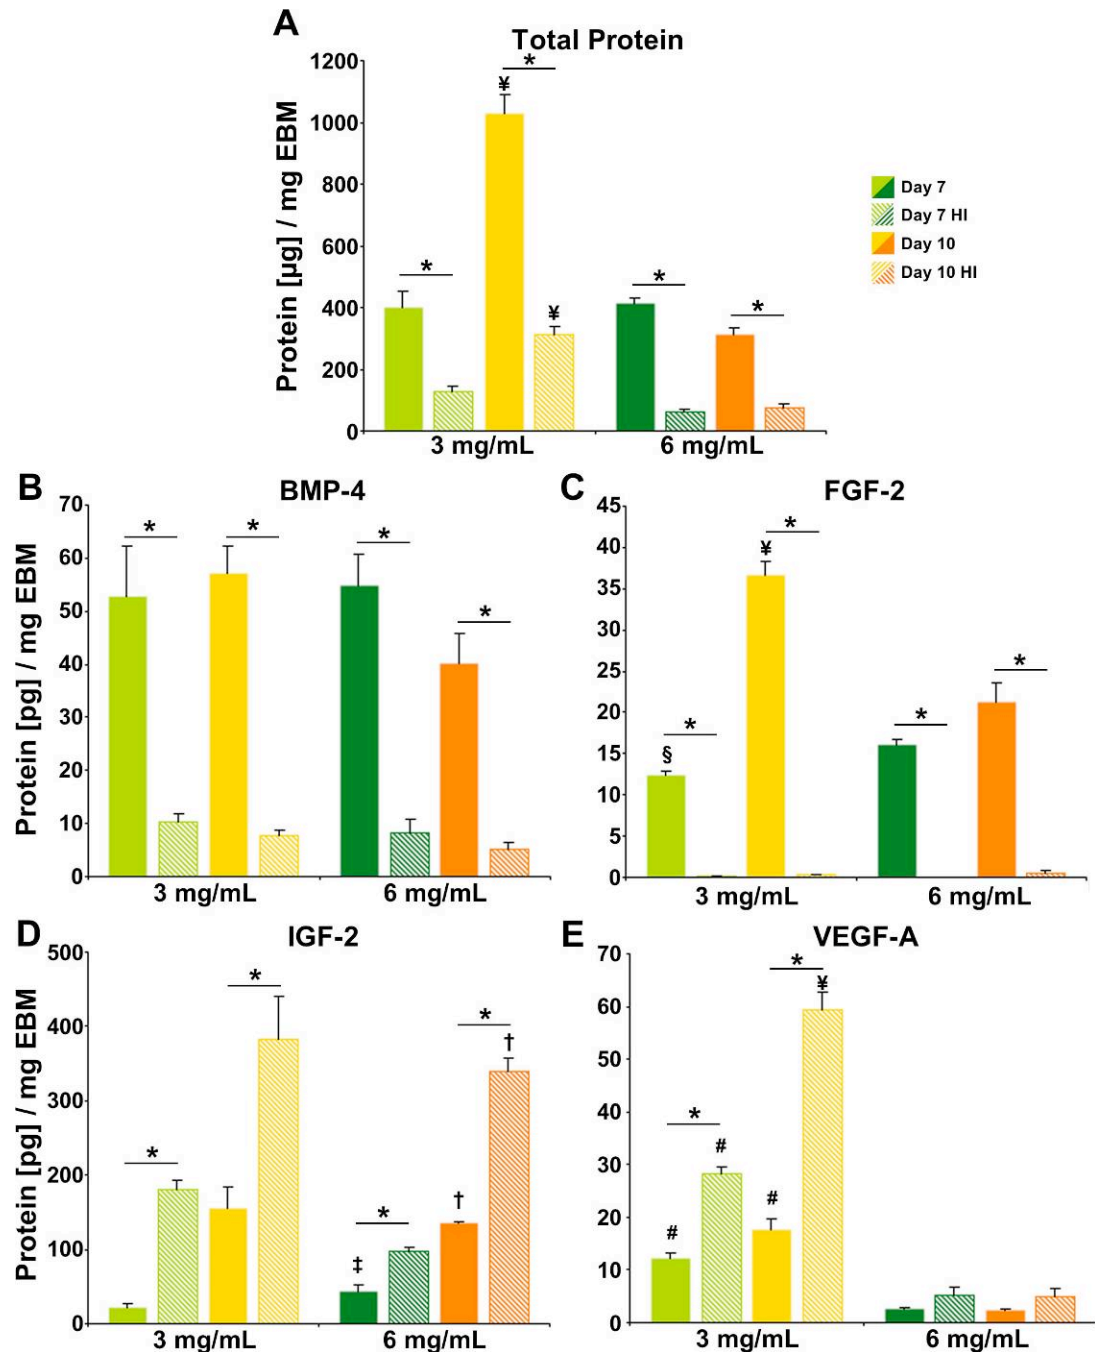 A
Total Protein
Protein [µg] / mg EBM
1200
1000
800
600
400
200
0
*
*
¥
¥
*
*
3 mg/mL
6 mg/mL
Day 7
Day 7 HI
Day 10
Day 10 HI
B
BMP-4
Protein [pg] / mg EBM
70
60
50
40
30
20
10
0
*
*
*
*
3 mg/mL
6 mg/mL
C
FGF-2
45
40
35
30
25
20
15
10
5
0
§
*
¥
*
*
*
3 mg/mL
6 mg/mL
D
IGF-2
Protein [pg] / mg EBM
500
400
300
200
100
0
*
*
‡
*
†
*
†
3 mg/mL
6 mg/mL
E
VEGF-A
70
60
50
40
30
20
10
0
#
*
#
#
*
¥
3 mg/mL
6 mg/mL